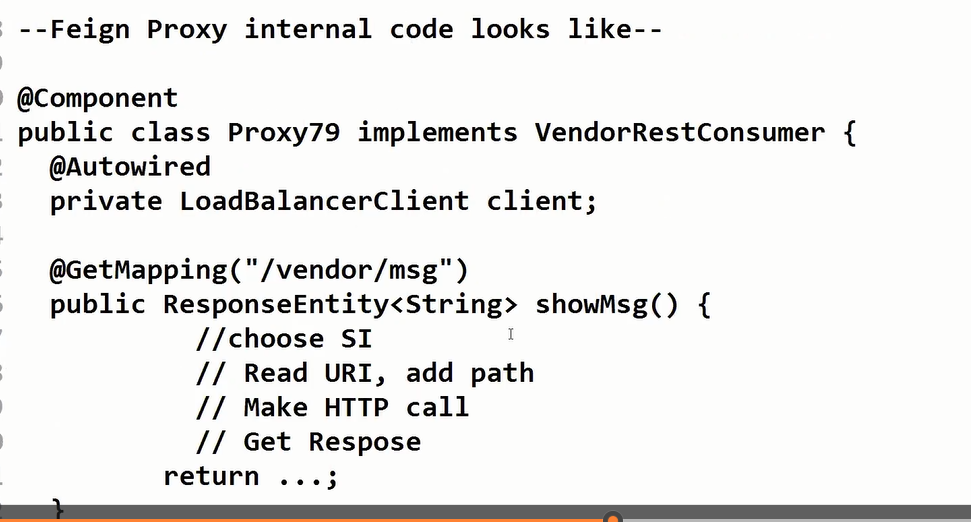 --Feign Proxy internal code looks like--
@Component
public class Proxy79 implements VendorRestConsumer {
@Autowired
private LoadBalancerClient client;
@GetMapping("/vendor/msg")
public ResponseEntity<String> showMsg() {
//choose SI
// Read URI, add path
// Make HTTP call
// Get Respose
return ...;
}